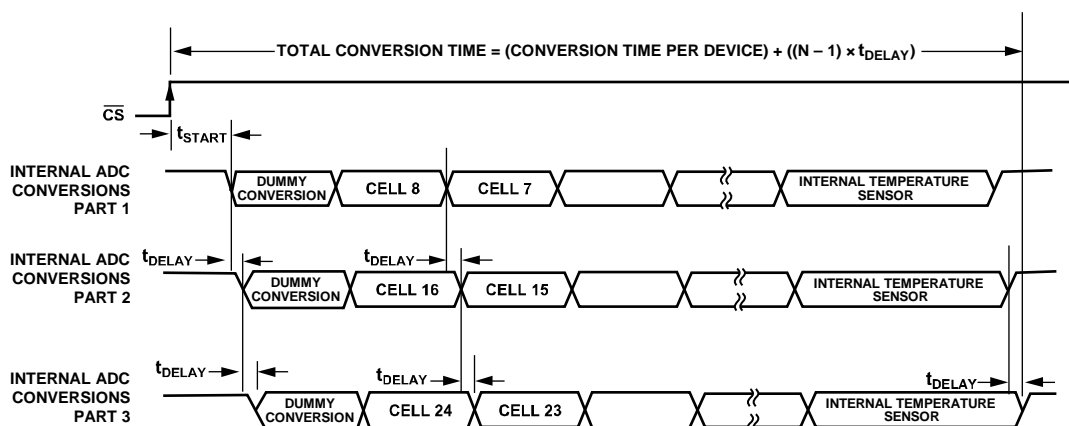 TOTAL CONVERSION TIME = (CONVERSION TIME PER DEVICE) + ((N – 1) × tDELAY)
CS
tSTART
INTERNAL ADC
CONVERSIONS
PART 1
DUMMY
CONVERSION
CELL 8
CELL 7
INTERNAL TEMPERATURE
SENSOR
tDELAY
tDELAY
INTERNAL ADC
CONVERSIONS
PART 2
DUMMY
CONVERSION
CELL 16
CELL 15
INTERNAL TEMPERATURE
SENSOR
tDELAY
tDELAY
tDELAY
INTERNAL ADC
CONVERSIONS
PART 3
DUMMY
CONVERSION
CELL 24
CELL 23
INTERNAL TEMPERATURE
SENSOR